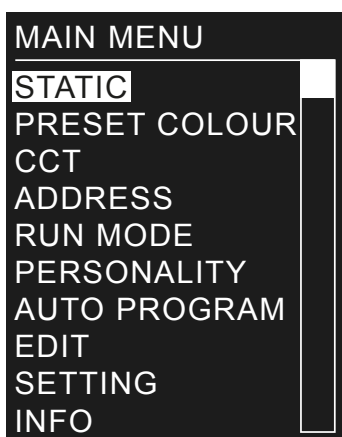 MAIN MENU
STATIC
PRESET COLOUR
CCT
ADDRESS
RUN MODE
PERSONALITY
AUTO PROGRAM
EDIT
SETTING
INFO